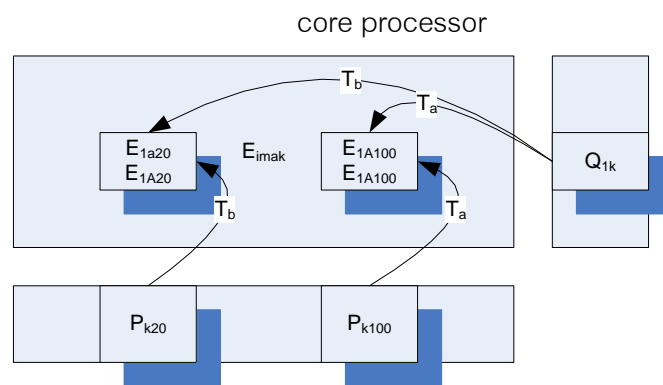 core processor
T_b
T_a
E_1a20
E_1A20
E_imak
E_1A100
E_1A100
Q_1k
T_b
T_a
P_k20
P_k100